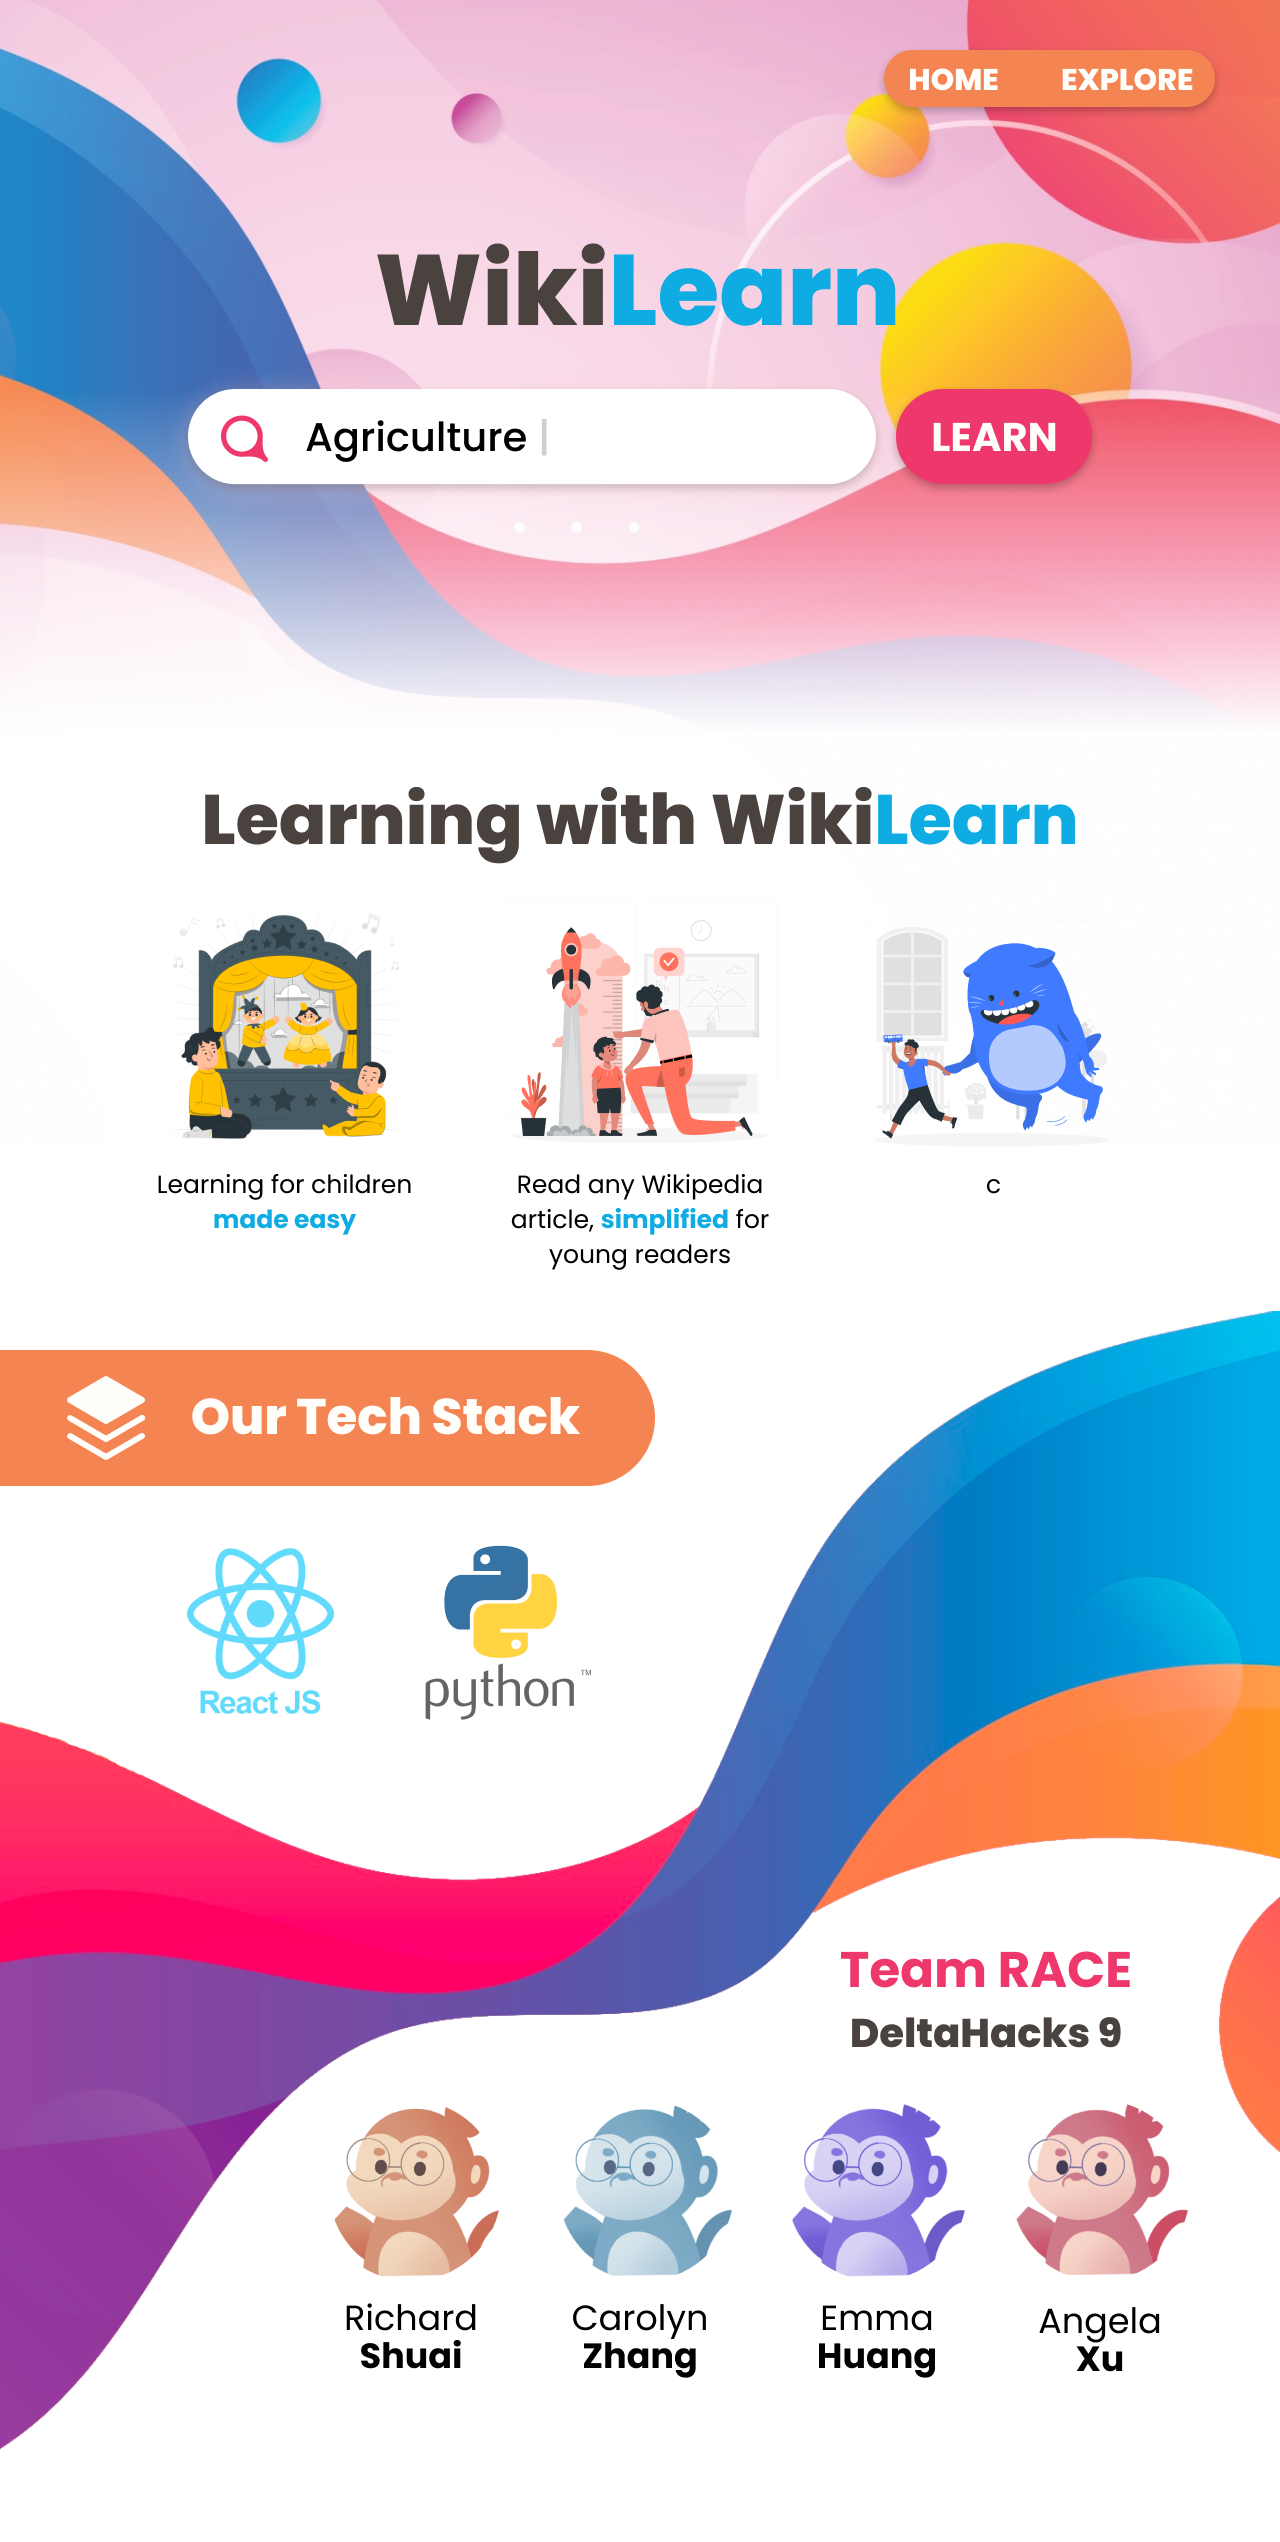 HOME EXPLORE
WikiLearn
Agriculture
LEARN
Learning with WikiLearn
Learning for children
made easy
Read any Wikipedia
article, simplified for
young readers
c
Our Tech Stack
React JS
python™
Team RACE
DeltaHacks 9
Richard
Shuai
Carolyn
Zhang
Emma
Huang
Angela
Xu